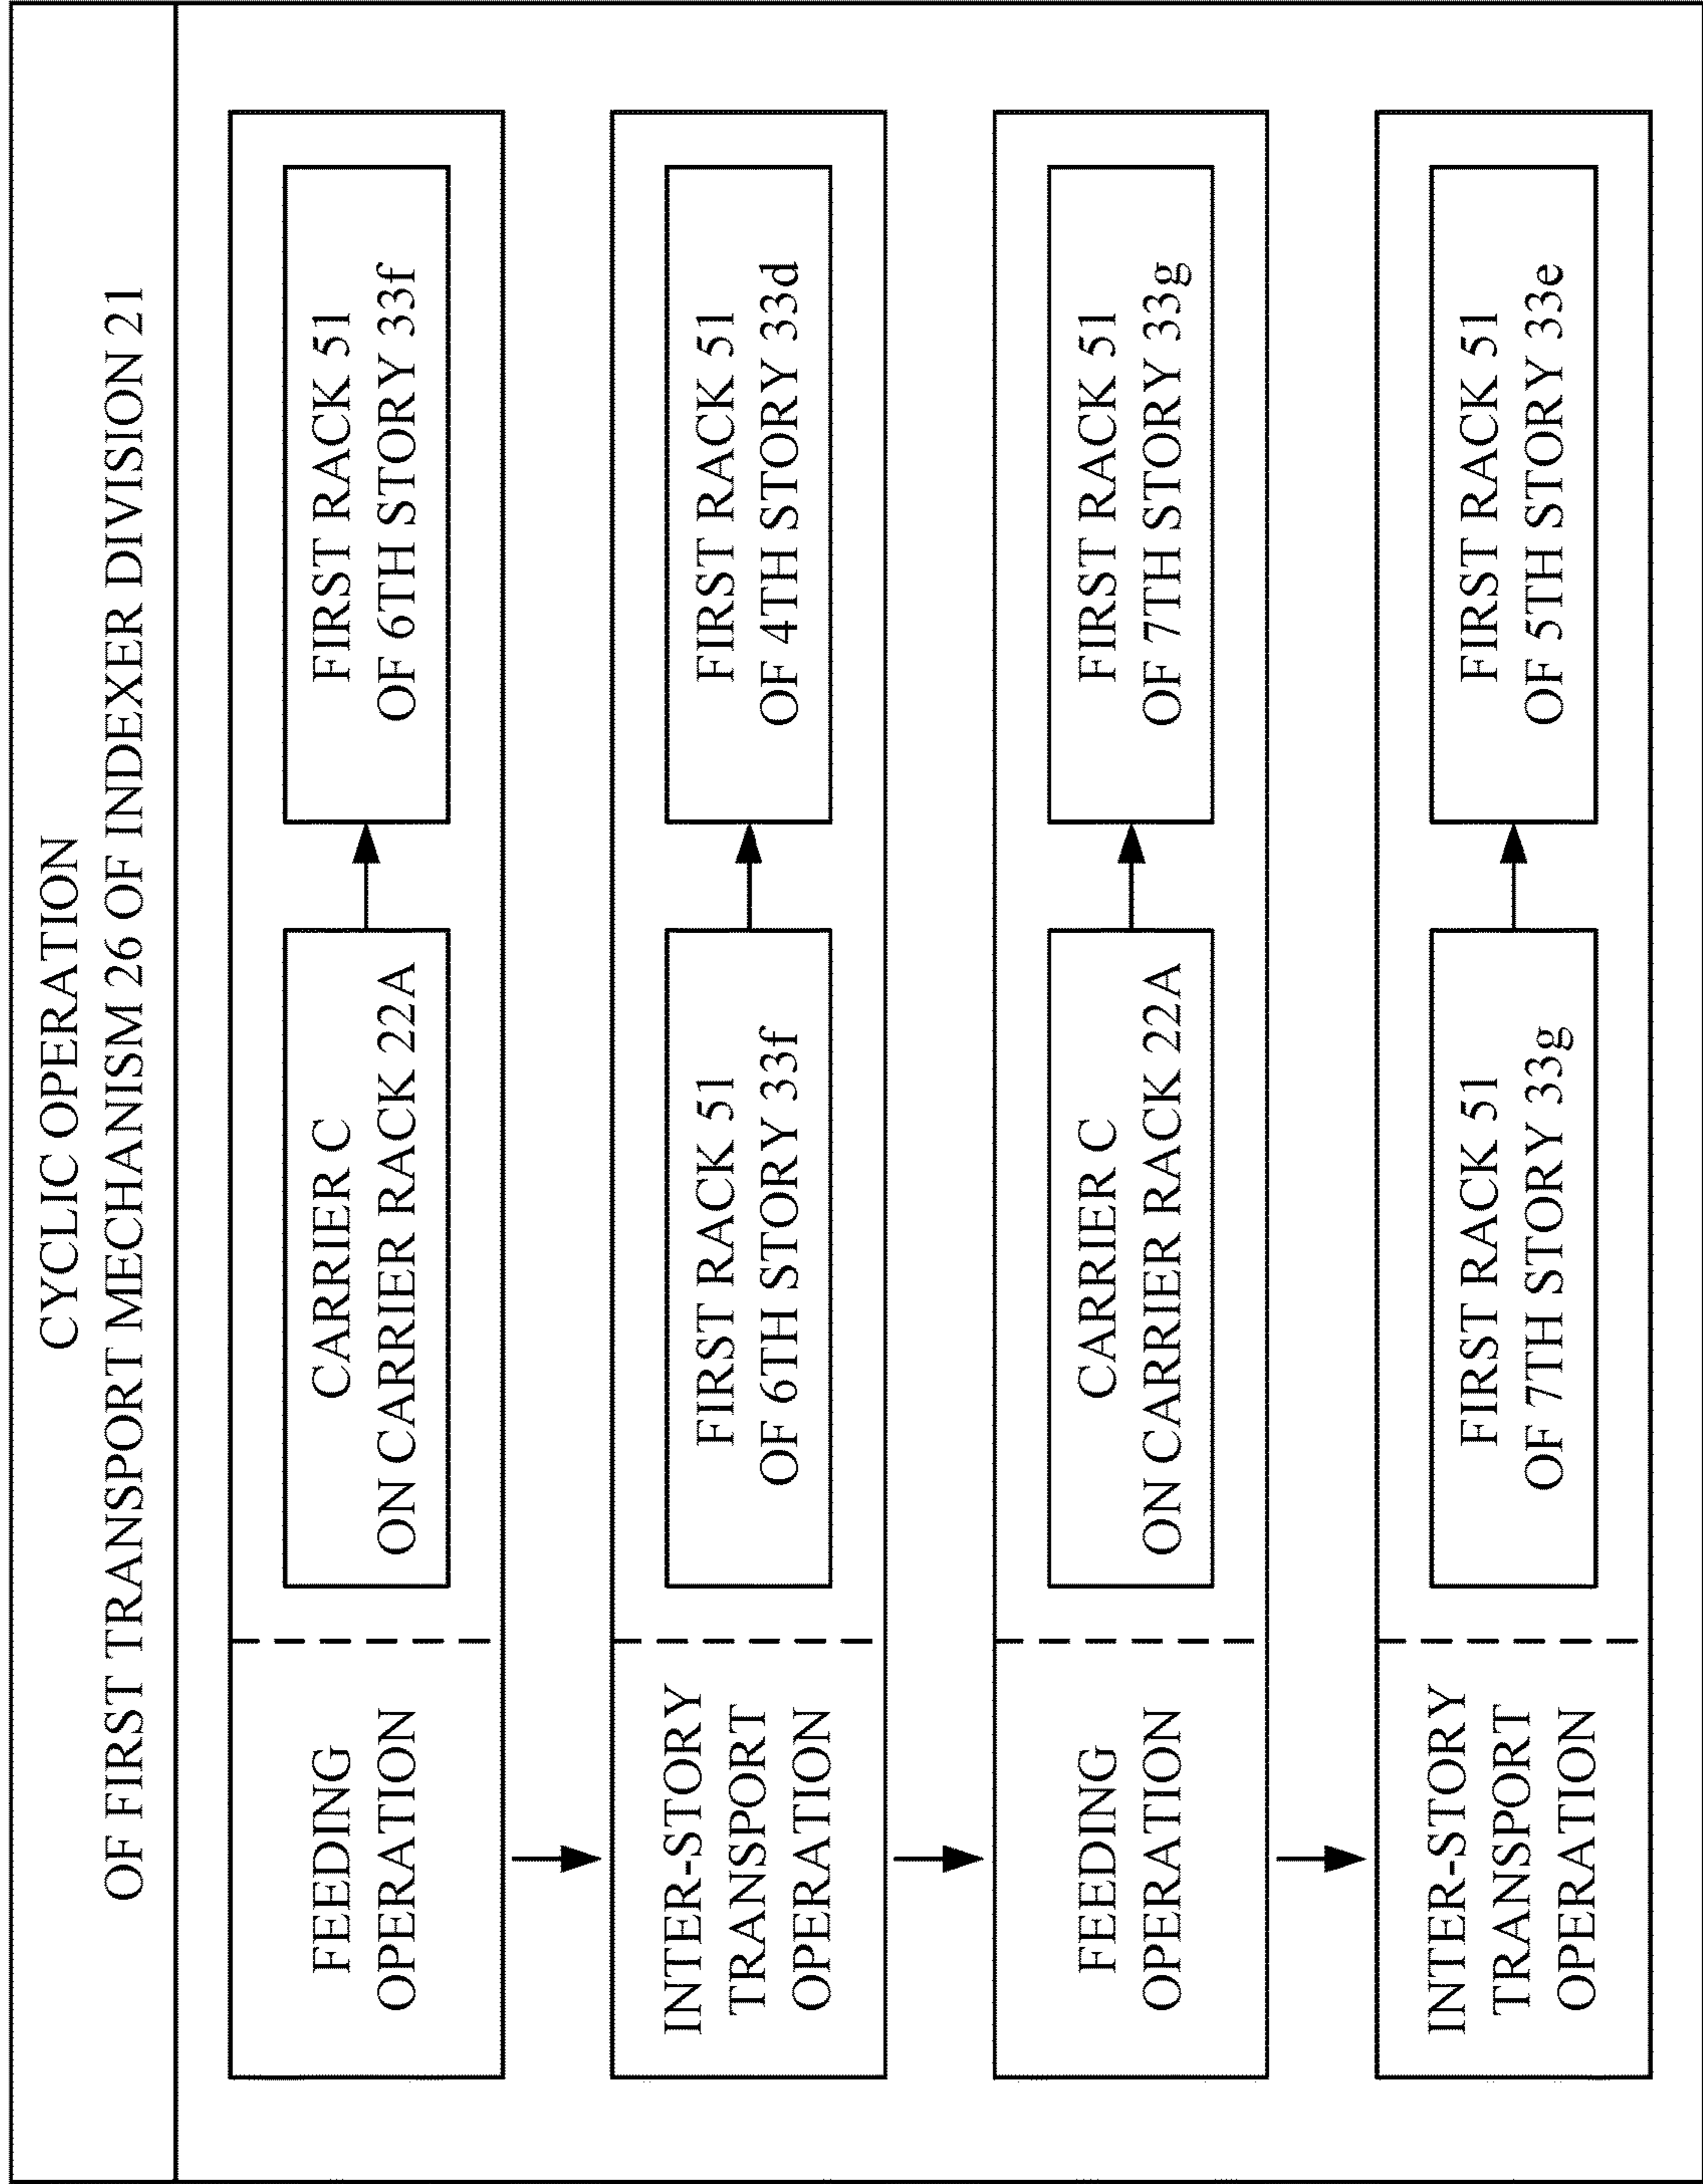 CYCLIC OPERATION
OF FIRST TRANSPORT MECHANISM 26 OF INDEXER DIVISION 21
FEEDING
OPERATION
CARRIER C
ON CARRIER RACK 22A
FIRST RACK 51
OF 6TH STORY 33f
INTER-STORY
TRANSPORT
OPERATION
FIRST RACK 51
OF 6TH STORY 33f
FIRST RACK 51
OF 4TH STORY 33d
FEEDING
OPERATION
CARRIER C
ON CARRIER RACK 22A
FIRST RACK 51
OF 7TH STORY 33g
INTER-STORY
TRANSPORT
OPERATION
FIRST RACK 51
OF 7TH STORY 33g
FIRST RACK 51
OF 5TH STORY 33e